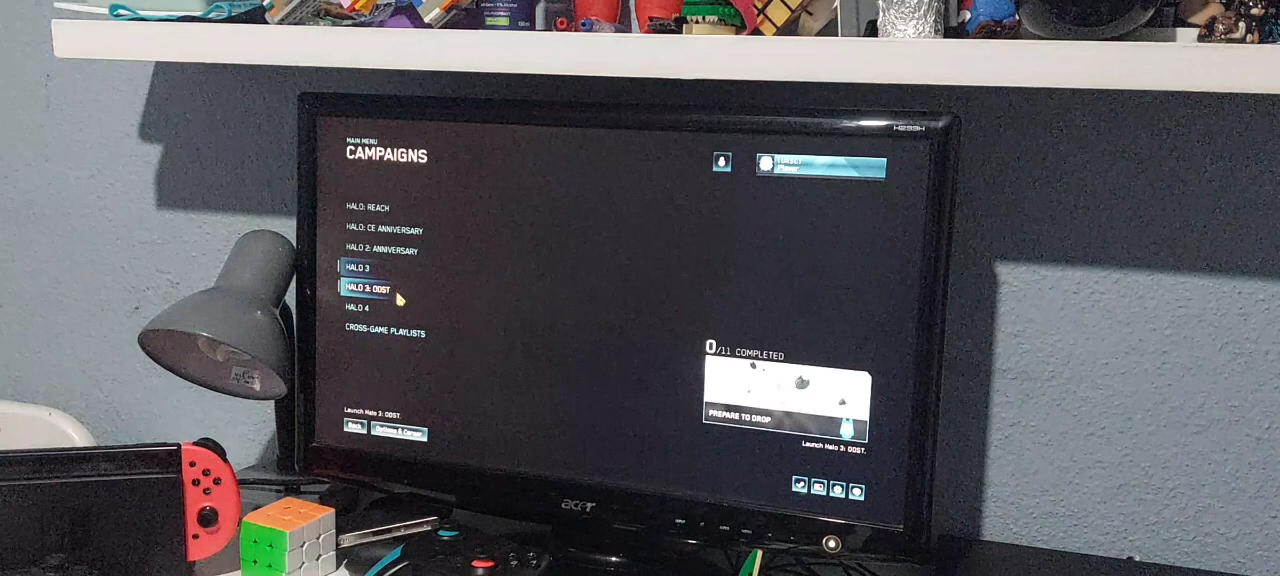 H233H
MAIN MENU
CAMPAIGNS
HALO: REACH
HALO: CE ANNIVERSARY
HALO 2: ANNIVERSARY
HALO 3
HALO 3: ODST
HALO 4
CROSS-GAME PLAYLISTS
0/11 COMPLETED
PREPARE TO DROP
Launch Halo 3: ODST.
Launch Halo 3: ODST.
Back
Options & Career
acer